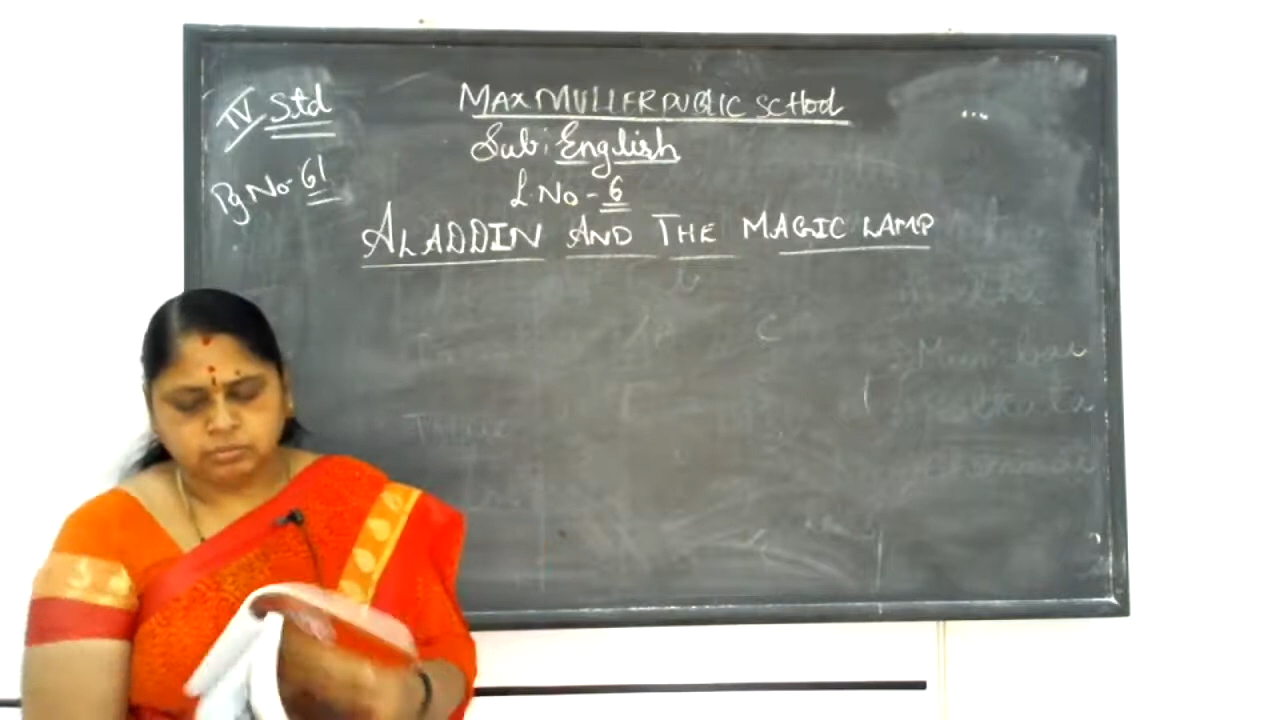 IV Std
MAX MULLER PUBLIC SCHOOL
Sub: English
Pg No- 61
L.No - 6
ALADDIN AND THE MAGIC LAMP